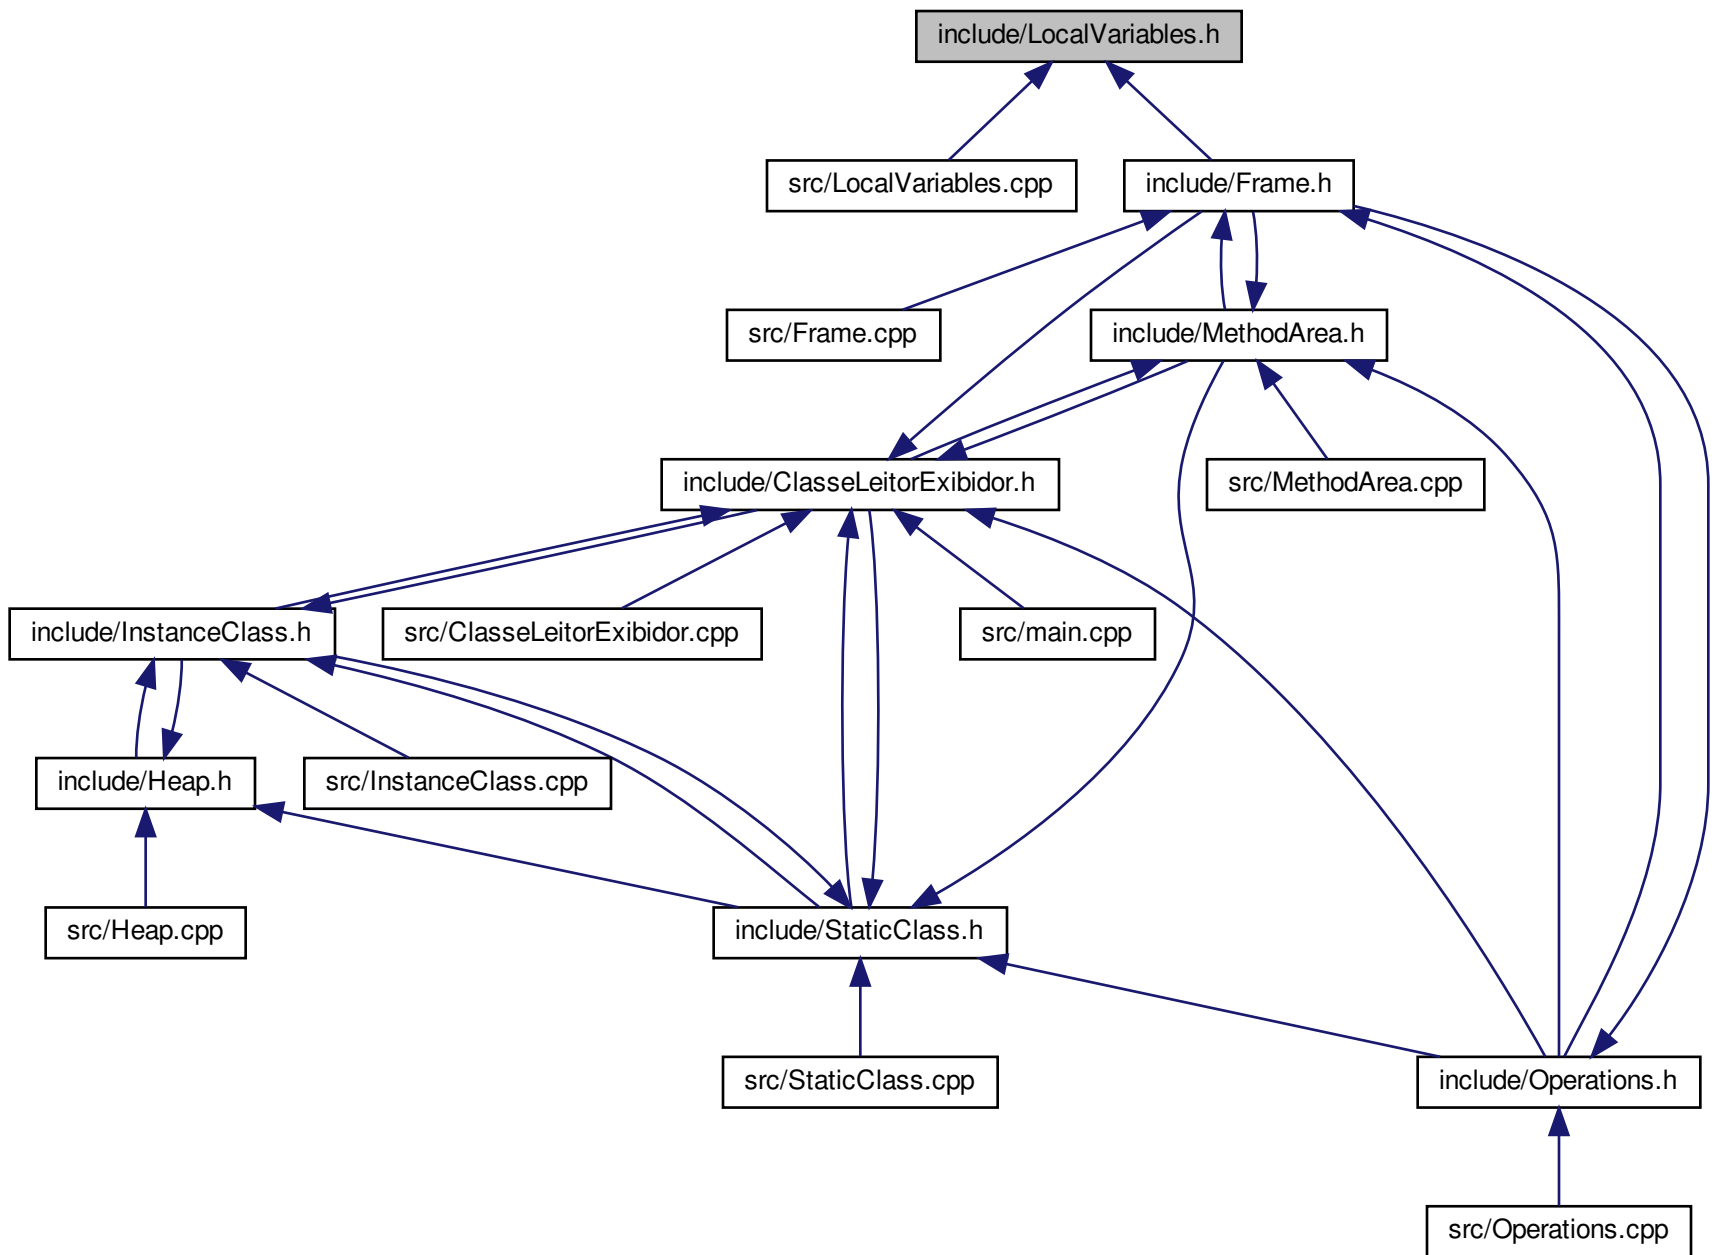 include/LocalVariables.h
src/LocalVariables.cpp
include/Frame.h
src/Frame.cpp
include/MethodArea.h
include/ClasseLeitorExibidor.h
src/MethodArea.cpp
include/InstanceClass.h
src/ClasseLeitorExibidor.cpp
src/main.cpp
include/Heap.h
src/InstanceClass.cpp
src/Heap.cpp
include/StaticClass.h
src/StaticClass.cpp
include/Operations.h
src/Operations.cpp